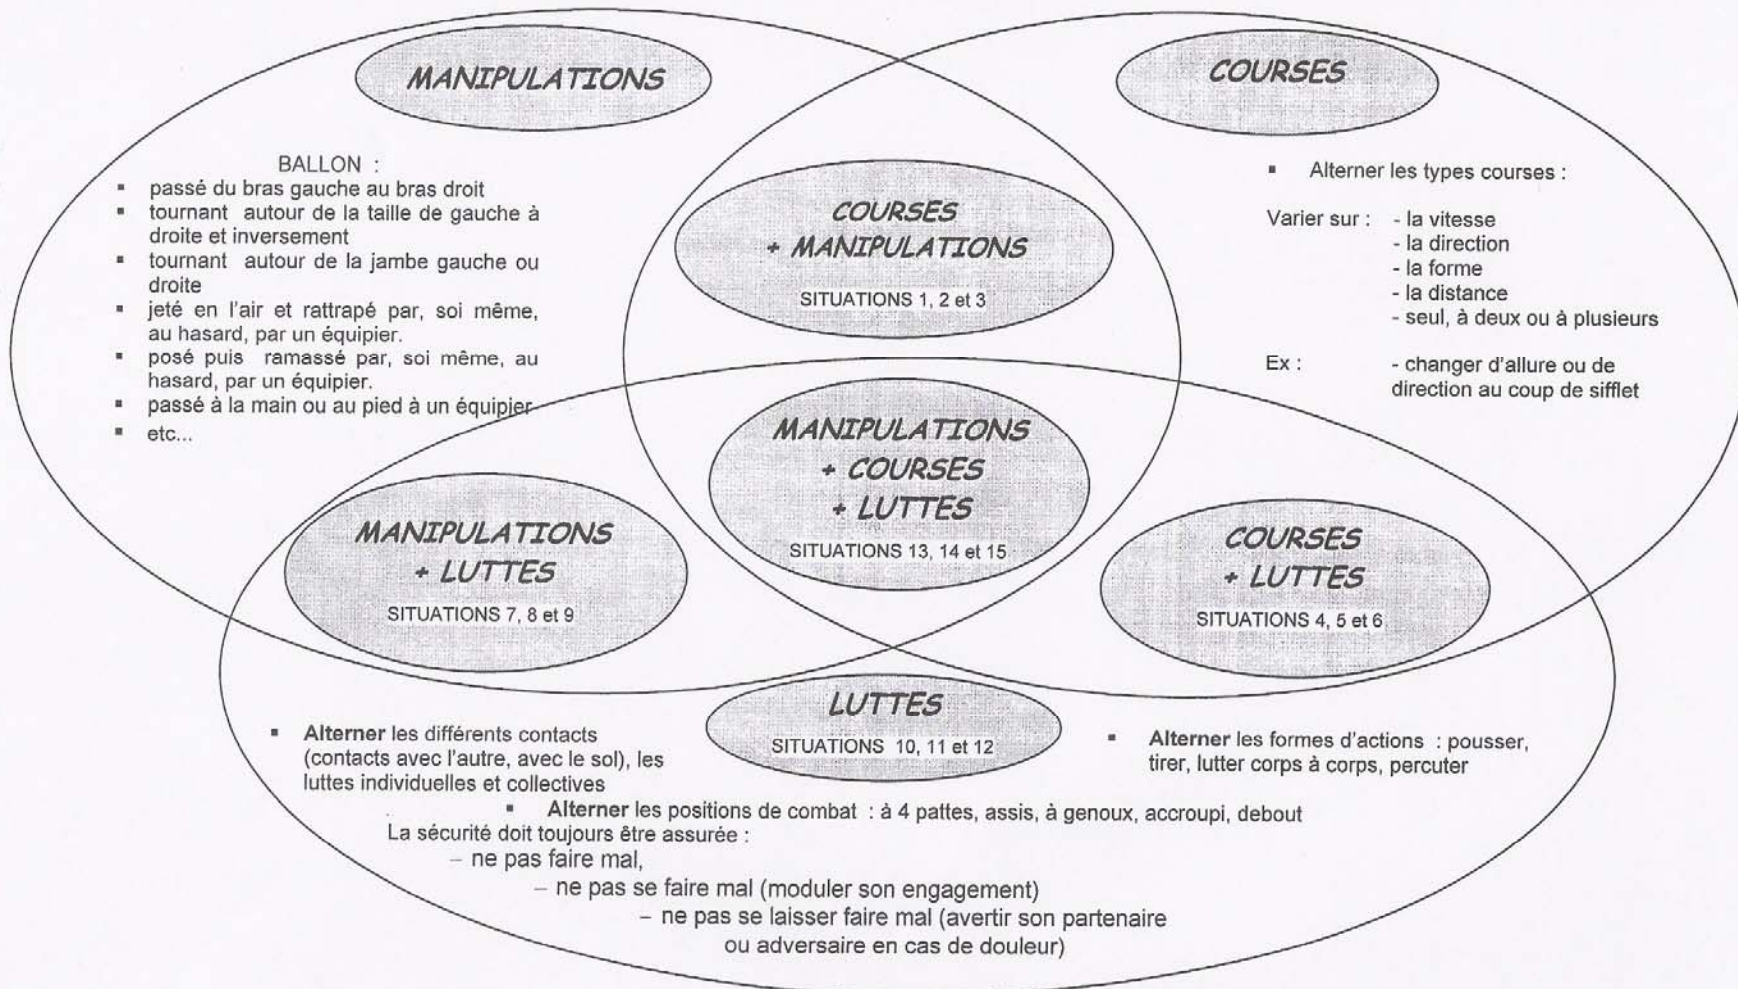 MANIPULATIONS
BALLON :
▪ passé du bras gauche au bras droit
▪ tournant autour de la taille de gauche à
droite et inversement
▪ tournant autour de la jambe gauche ou
droite
▪ jeté en l'air et rattrapé par, soi même,
au hasard, par un équipier.
▪ posé puis ramassé par, soi même, au
hasard, par un équipier.
▪ passé à la main ou au pied à un équipier
▪ etc...
COURSES
+ MANIPULATIONS
SITUATIONS 1, 2 et 3
COURSES
▪ Alterner les types courses :
Varier sur : - la vitesse
- la direction
- la forme
- la distance
- seul, à deux ou à plusieurs
Ex : - changer d'allure ou de
direction au coup de sifflet
MANIPULATIONS
+ COURSES
+ LUTTES
SITUATIONS 13, 14 et 15
MANIPULATIONS
+ LUTTES
SITUATIONS 7, 8 et 9
COURSES
+ LUTTES
SITUATIONS 4, 5 et 6
LUTTES
SITUATIONS 10, 11 et 12
▪ Alterner les différents contacts
(contacts avec l'autre, avec le sol), les
luttes individuelles et collectives
▪ Alterner les formes d'actions : pousser,
tirer, lutter corps à corps, percuter
▪ Alterner les positions de combat : à 4 pattes, assis, à genoux, accroupi, debout
La sécurité doit toujours être assurée :
– ne pas faire mal,
– ne pas se faire mal (moduler son engagement)
– ne pas se laisser faire mal (avertir son partenaire
ou adversaire en cas de douleur)